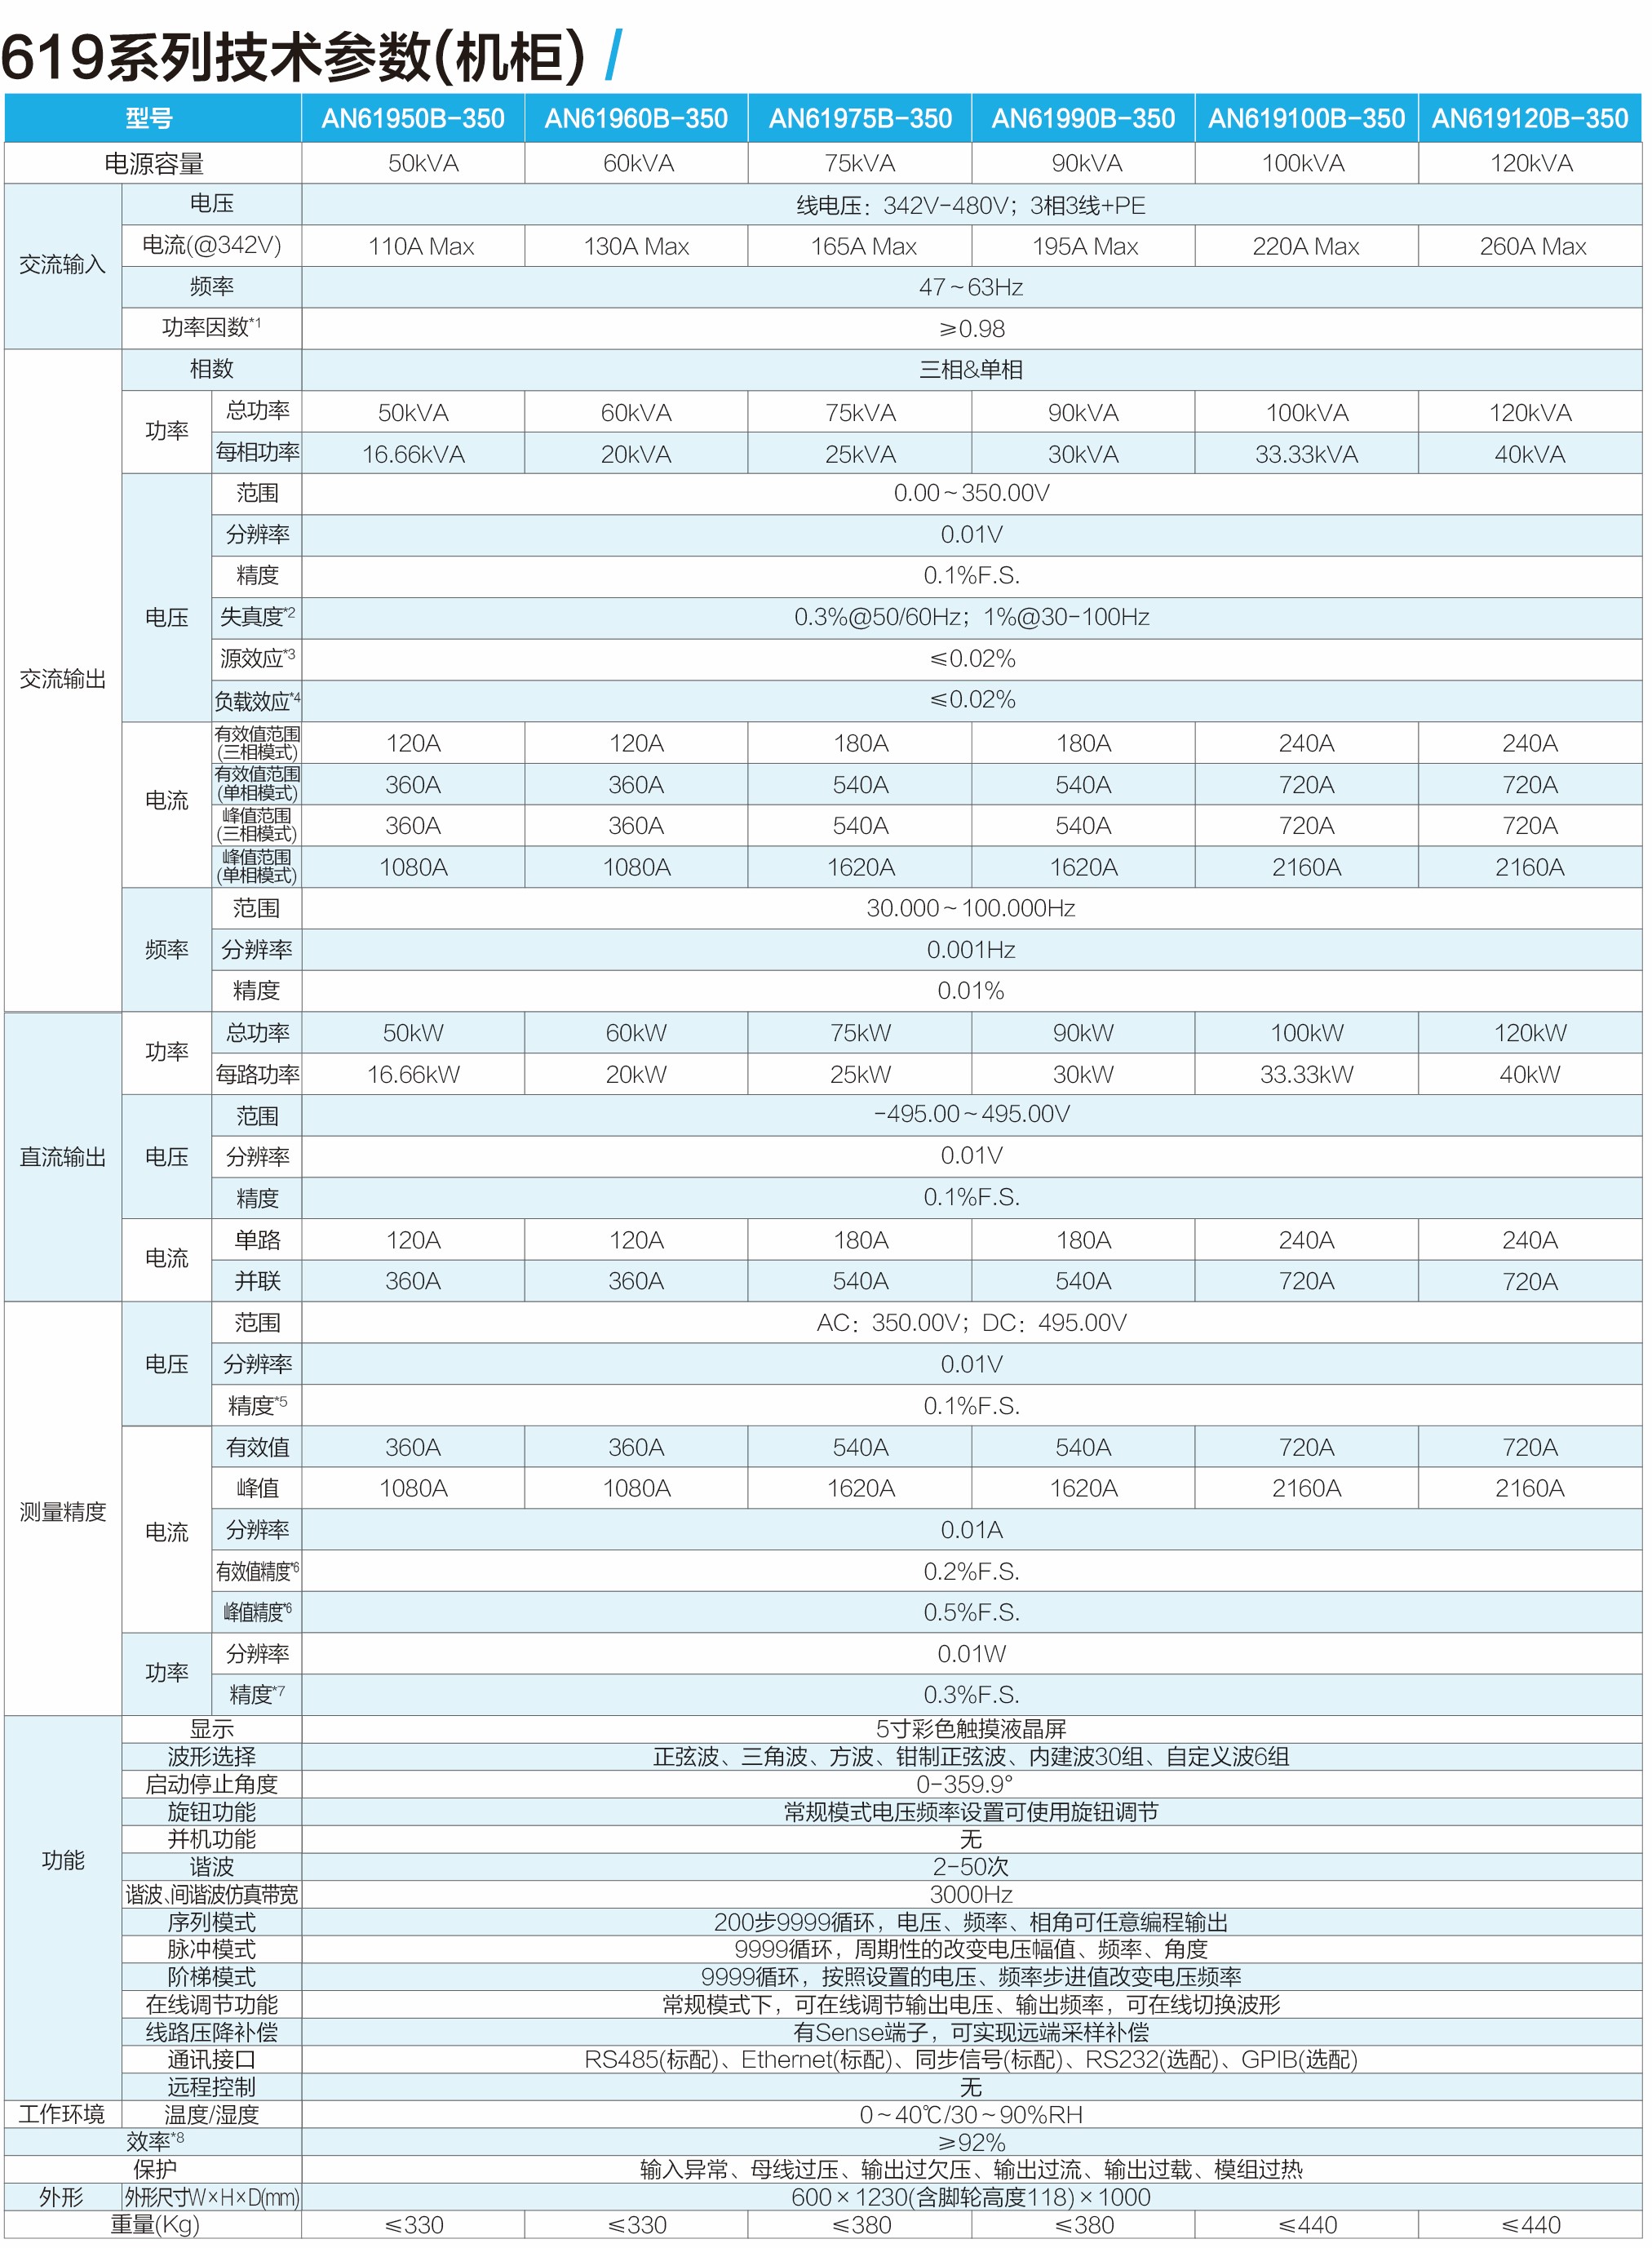 619系列技术参数(机柜) /
型号 AN61950B-350 AN61960B-350 AN61975B-350 AN61990B-350 AN619100B-350 AN619120B-350
电源容量 50kVA 60kVA 75kVA 90kVA 100kVA 120kVA
交流输入 电压 线电压：342V-480V；3相3线+PE
电流(@342V) 110A Max 130A Max 165A Max 195A Max 220A Max 260A Max
频率 47~63Hz
功率因数*1 ≥0.98
交流输出 相数 三相&单相
功率 总功率 50kVA 60kVA 75kVA 90kVA 100kVA 120kVA
每相功率 16.66kVA 20kVA 25kVA 30kVA 33.33kVA 40kVA
电压 范围 0.00~350.00V
分辨率 0.01V
精度 0.1%F.S.
失真度*2 0.3%@50/60Hz；1%@30-100Hz
源效应*3 ≤0.02%
负载效应*4 ≤0.02%
电流 有效值范围(三相模式) 120A 120A 180A 180A 240A 240A
有效值范围(单相模式) 360A 360A 540A 540A 720A 720A
峰值范围(三相模式) 360A 360A 540A 540A 720A 720A
峰值范围(单相模式) 1080A 1080A 1620A 1620A 2160A 2160A
频率 范围 30.000~100.000Hz
分辨率 0.001Hz
精度 0.01%
直流输出 功率 总功率 50kW 60kW 75kW 90kW 100kW 120kW
每路功率 16.66kW 20kW 25kW 30kW 33.33kW 40kW
电压 范围 -495.00~495.00V
分辨率 0.01V
精度 0.1%F.S.
电流 单路 120A 120A 180A 180A 240A 240A
并联 360A 360A 540A 540A 720A 720A
测量精度 电压 范围 AC：350.00V；DC：495.00V
分辨率 0.01V
精度*5 0.1%F.S.
电流 有效值 360A 360A 540A 540A 720A 720A
峰值 1080A 1080A 1620A 1620A 2160A 2160A
分辨率 0.01A
有效值精度*6 0.2%F.S.
峰值精度*6 0.5%F.S.
功率 分辨率 0.01W
精度*7 0.3%F.S.
功能 显示 5寸彩色触摸液晶屏
波形选择 正弦波、三角波、方波、钳制正弦波、内建波30组、自定义波6组
启动停止角度 0-359.9°
旋钮功能 常规模式电压频率设置可使用旋钮调节
并机功能 无
谐波 2-50次
谐波、间谐波仿真带宽 3000Hz
序列模式 200步9999循环，电压、频率、相角可任意编程输出
脉冲模式 9999循环，周期性的改变电压幅值、频率、角度
阶梯模式 9999循环，按照设置的电压、频率步进值改变电压频率
在线调节功能 常规模式下，可在线调节输出电压、输出频率，可在线切换波形
线路压降补偿 有Sense端子，可实现远端采样补偿
通讯接口 RS485(标配)、Ethernet(标配)、同步信号(标配)、RS232(选配)、GPIB(选配)
远程控制 无
工作环境 温度/湿度 0~40℃/30~90%RH
效率*8 ≥92%
保护 输入异常、母线过压、输出过欠压、输出过流、输出过载、模组过热
外形 外形尺寸W×H×D(mm) 600×1230(含脚轮高度118)×1000
重量(Kg) ≤330 ≤330 ≤380 ≤380 ≤440 ≤440